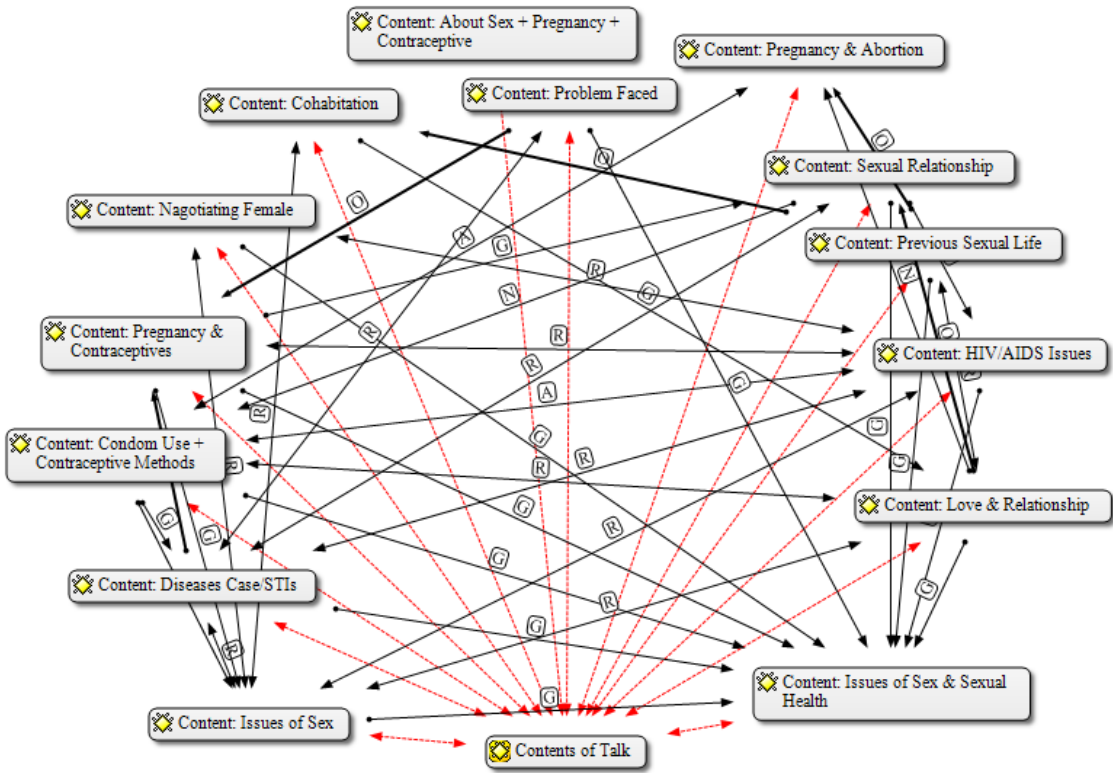 Content: About Sex + Pregnancy +
Contraceptive
Content: Pregnancy & Abortion
Content: Cohabitation
Content: Problem Faced
Content: Sexual Relationship
Content: Nagotiating Female
Content: Previous Sexual Life
Content: Pregnancy &
Contraceptives
Content: HIV/AIDS Issues
Content: Condom Use +
Contraceptive Methods
Content: Love & Relationship
Content: Diseases Case/STIs
Content: Issues of Sex & Sexual
Health
Content: Issues of Sex
Contents of Talk
O
O
O
A
G
R
G
N
N
R
R
O
R
G
R
A
R
G
G
R
R
R
G
G
G
G
R
G
R
G
G
R
G